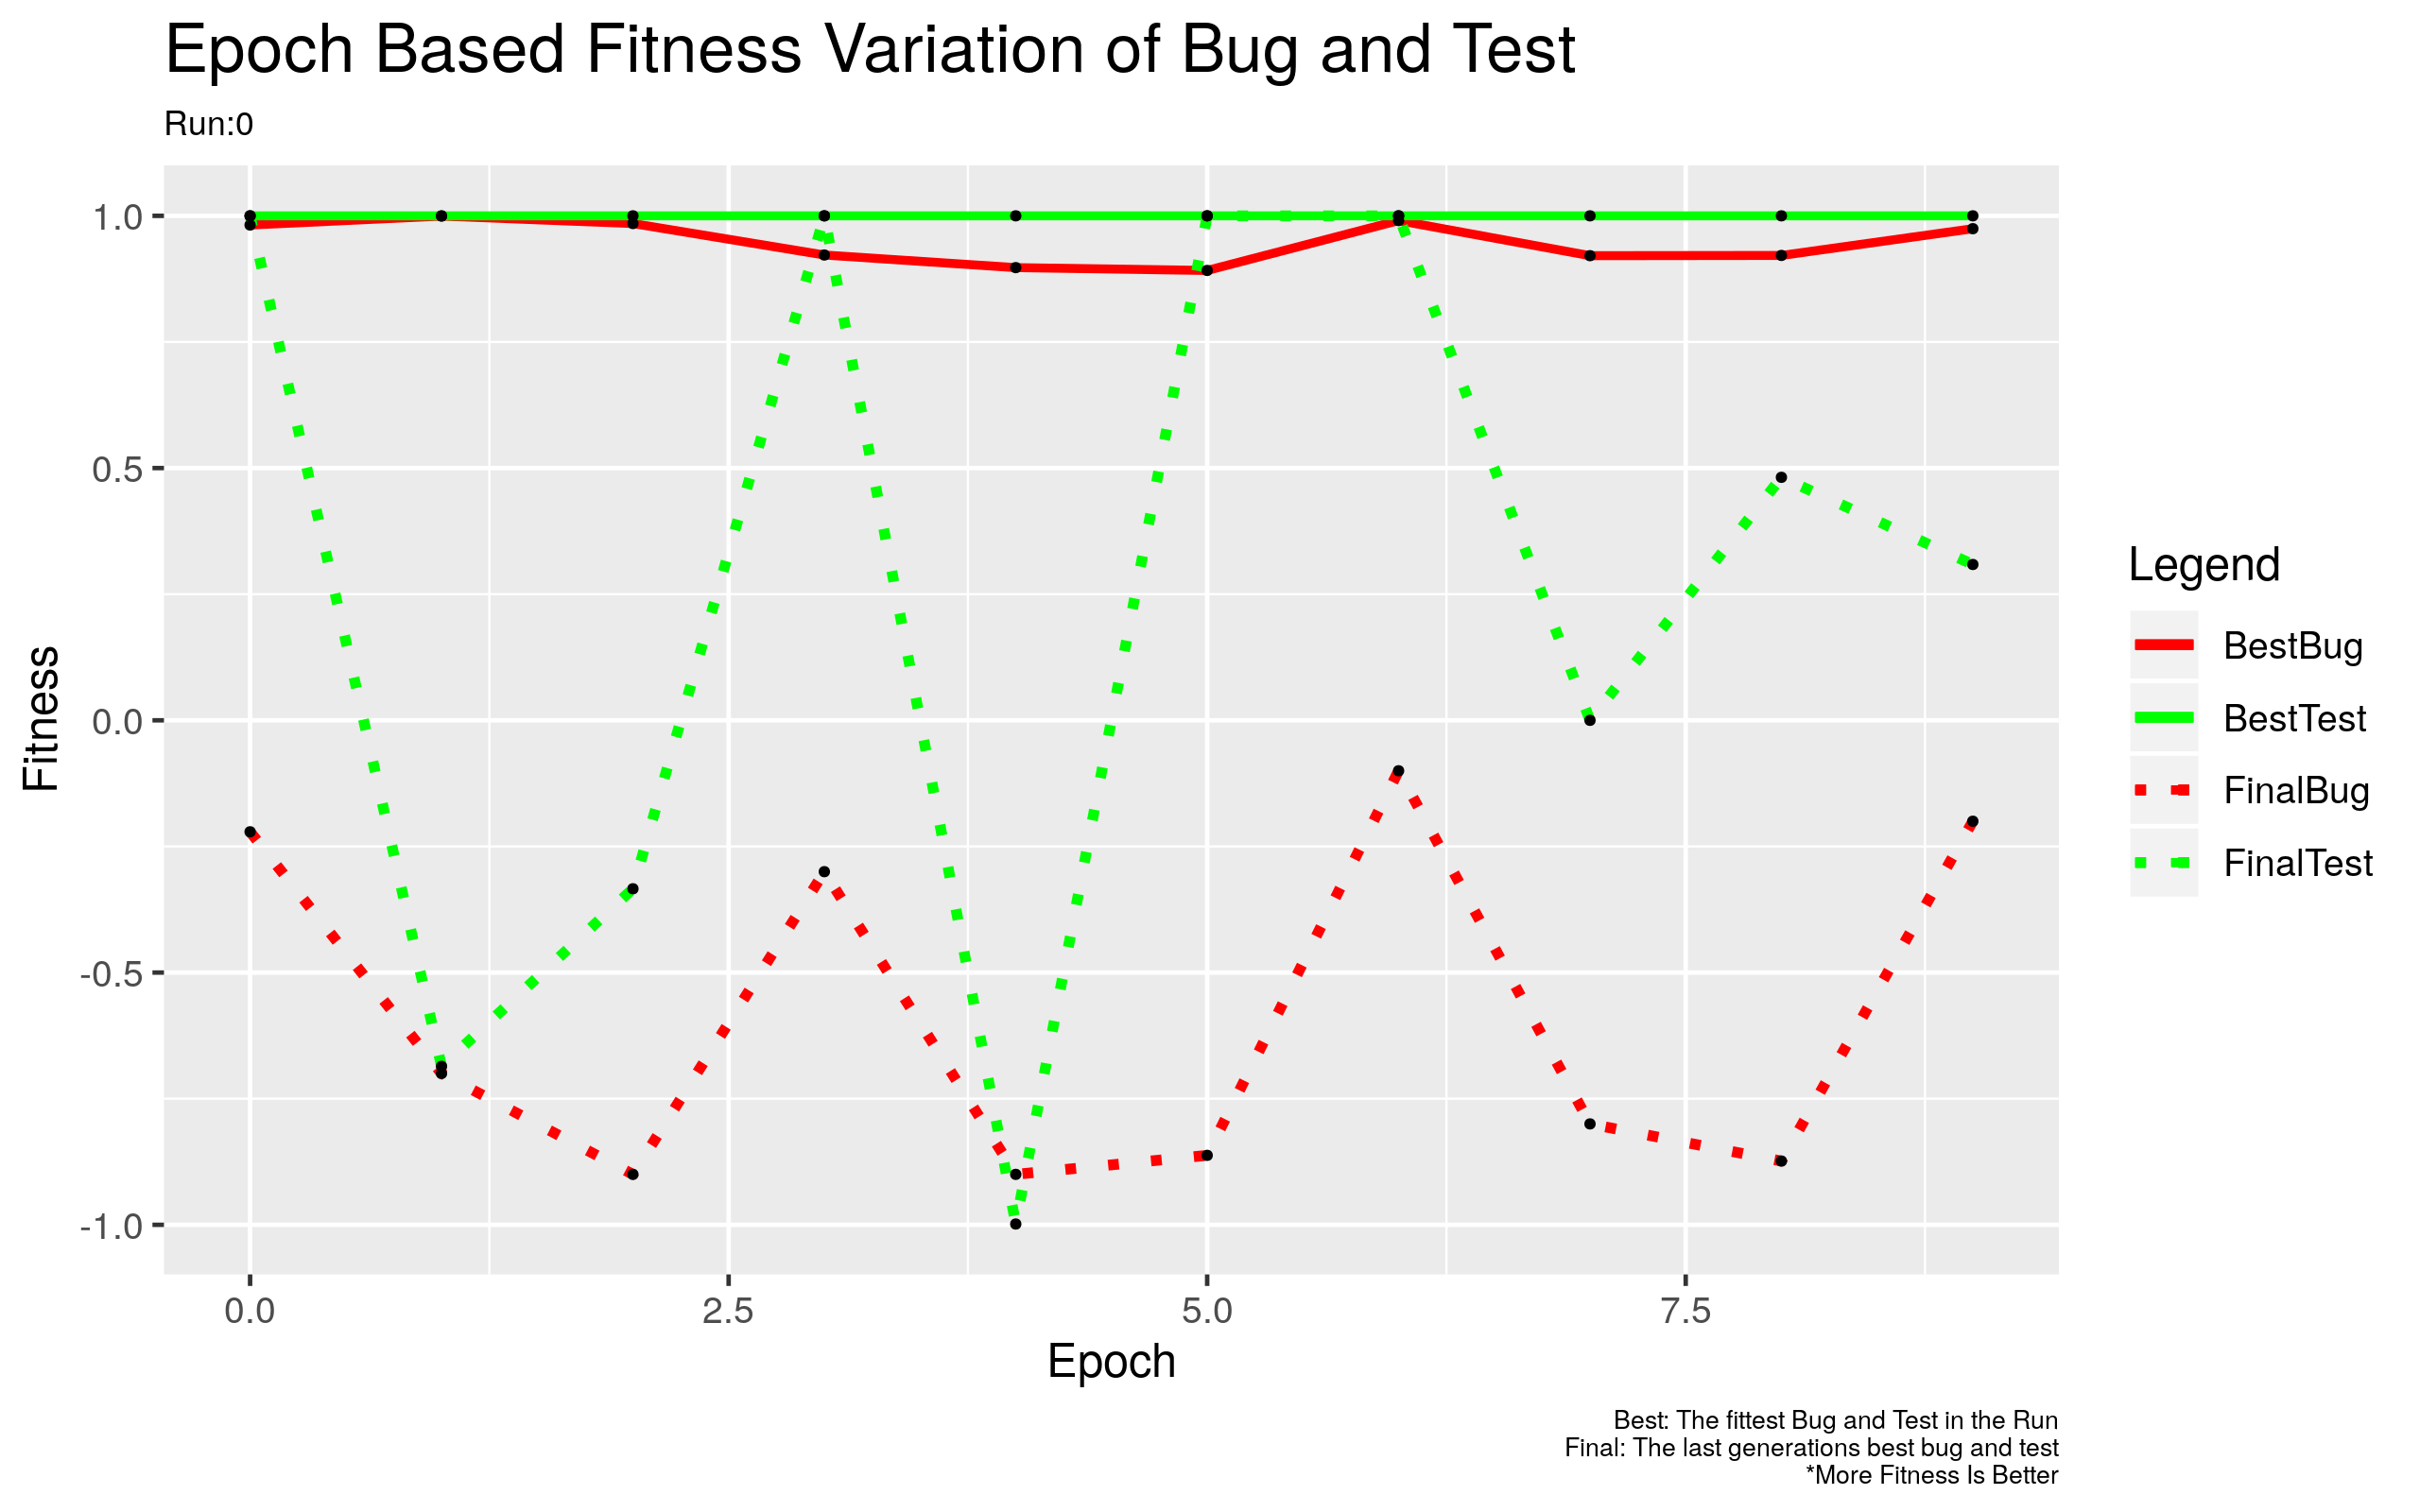 Epoch Based Fitness Variation of Bug and Test
Run:0
Fitness
1.0
0.5
0.0
-0.5
-1.0
0.0
2.5
5.0
7.5
Epoch
Legend
BestBug
BestTest
FinalBug
FinalTest
Best: The fittest Bug and Test in the Run
Final: The last generations best bug and test
*More Fitness Is Better